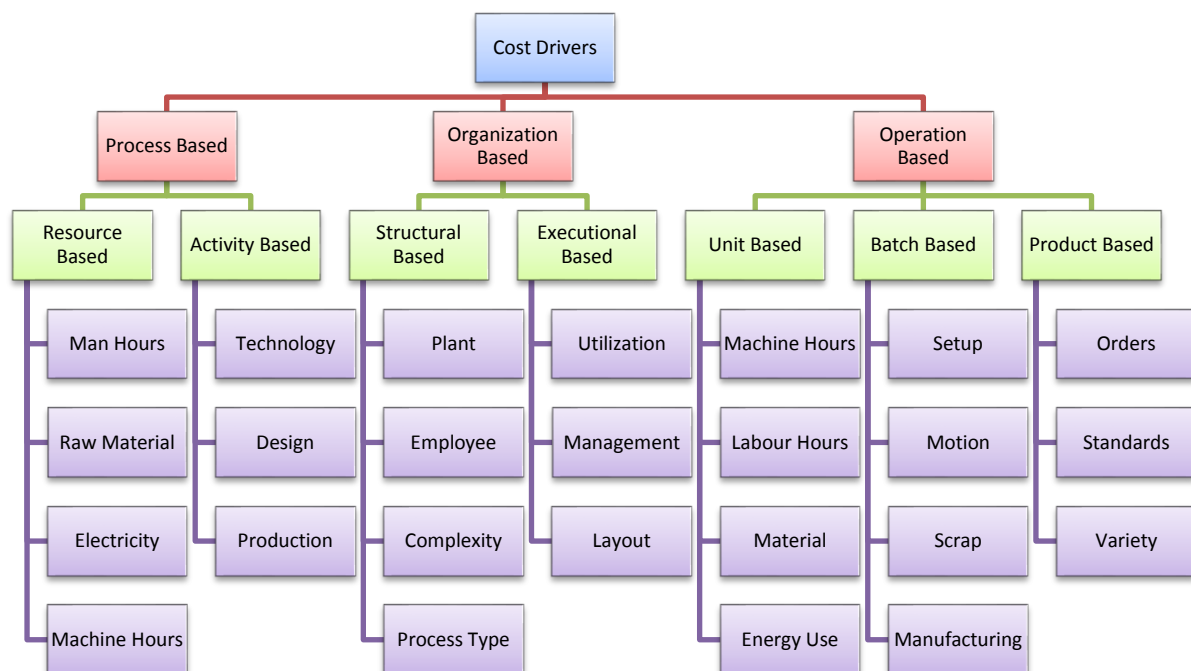 Cost Drivers
Process Based
Organization
Based
Operation
Based
Resource
Based
Activity Based
Structural
Based
Executional
Based
Unit Based
Batch Based
Product Based
Man Hours
Technology
Plant
Utilization
Machine Hours
Setup
Orders
Raw Material
Design
Employee
Management
Labour Hours
Motion
Standards
Electricity
Production
Complexity
Layout
Material
Scrap
Variety
Machine Hours
Process Type
Energy Use
Manufacturing